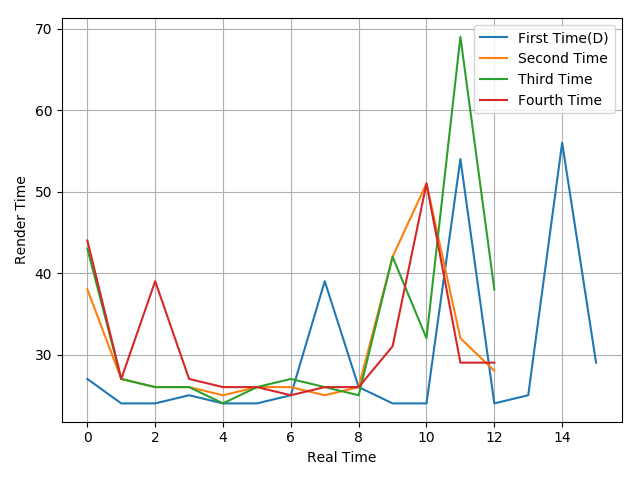 70
60
50
40
30
Render Time
0 2 4 6 8 10 12 14
Real Time
First Time(D)
Second Time
Third Time
Fourth Time